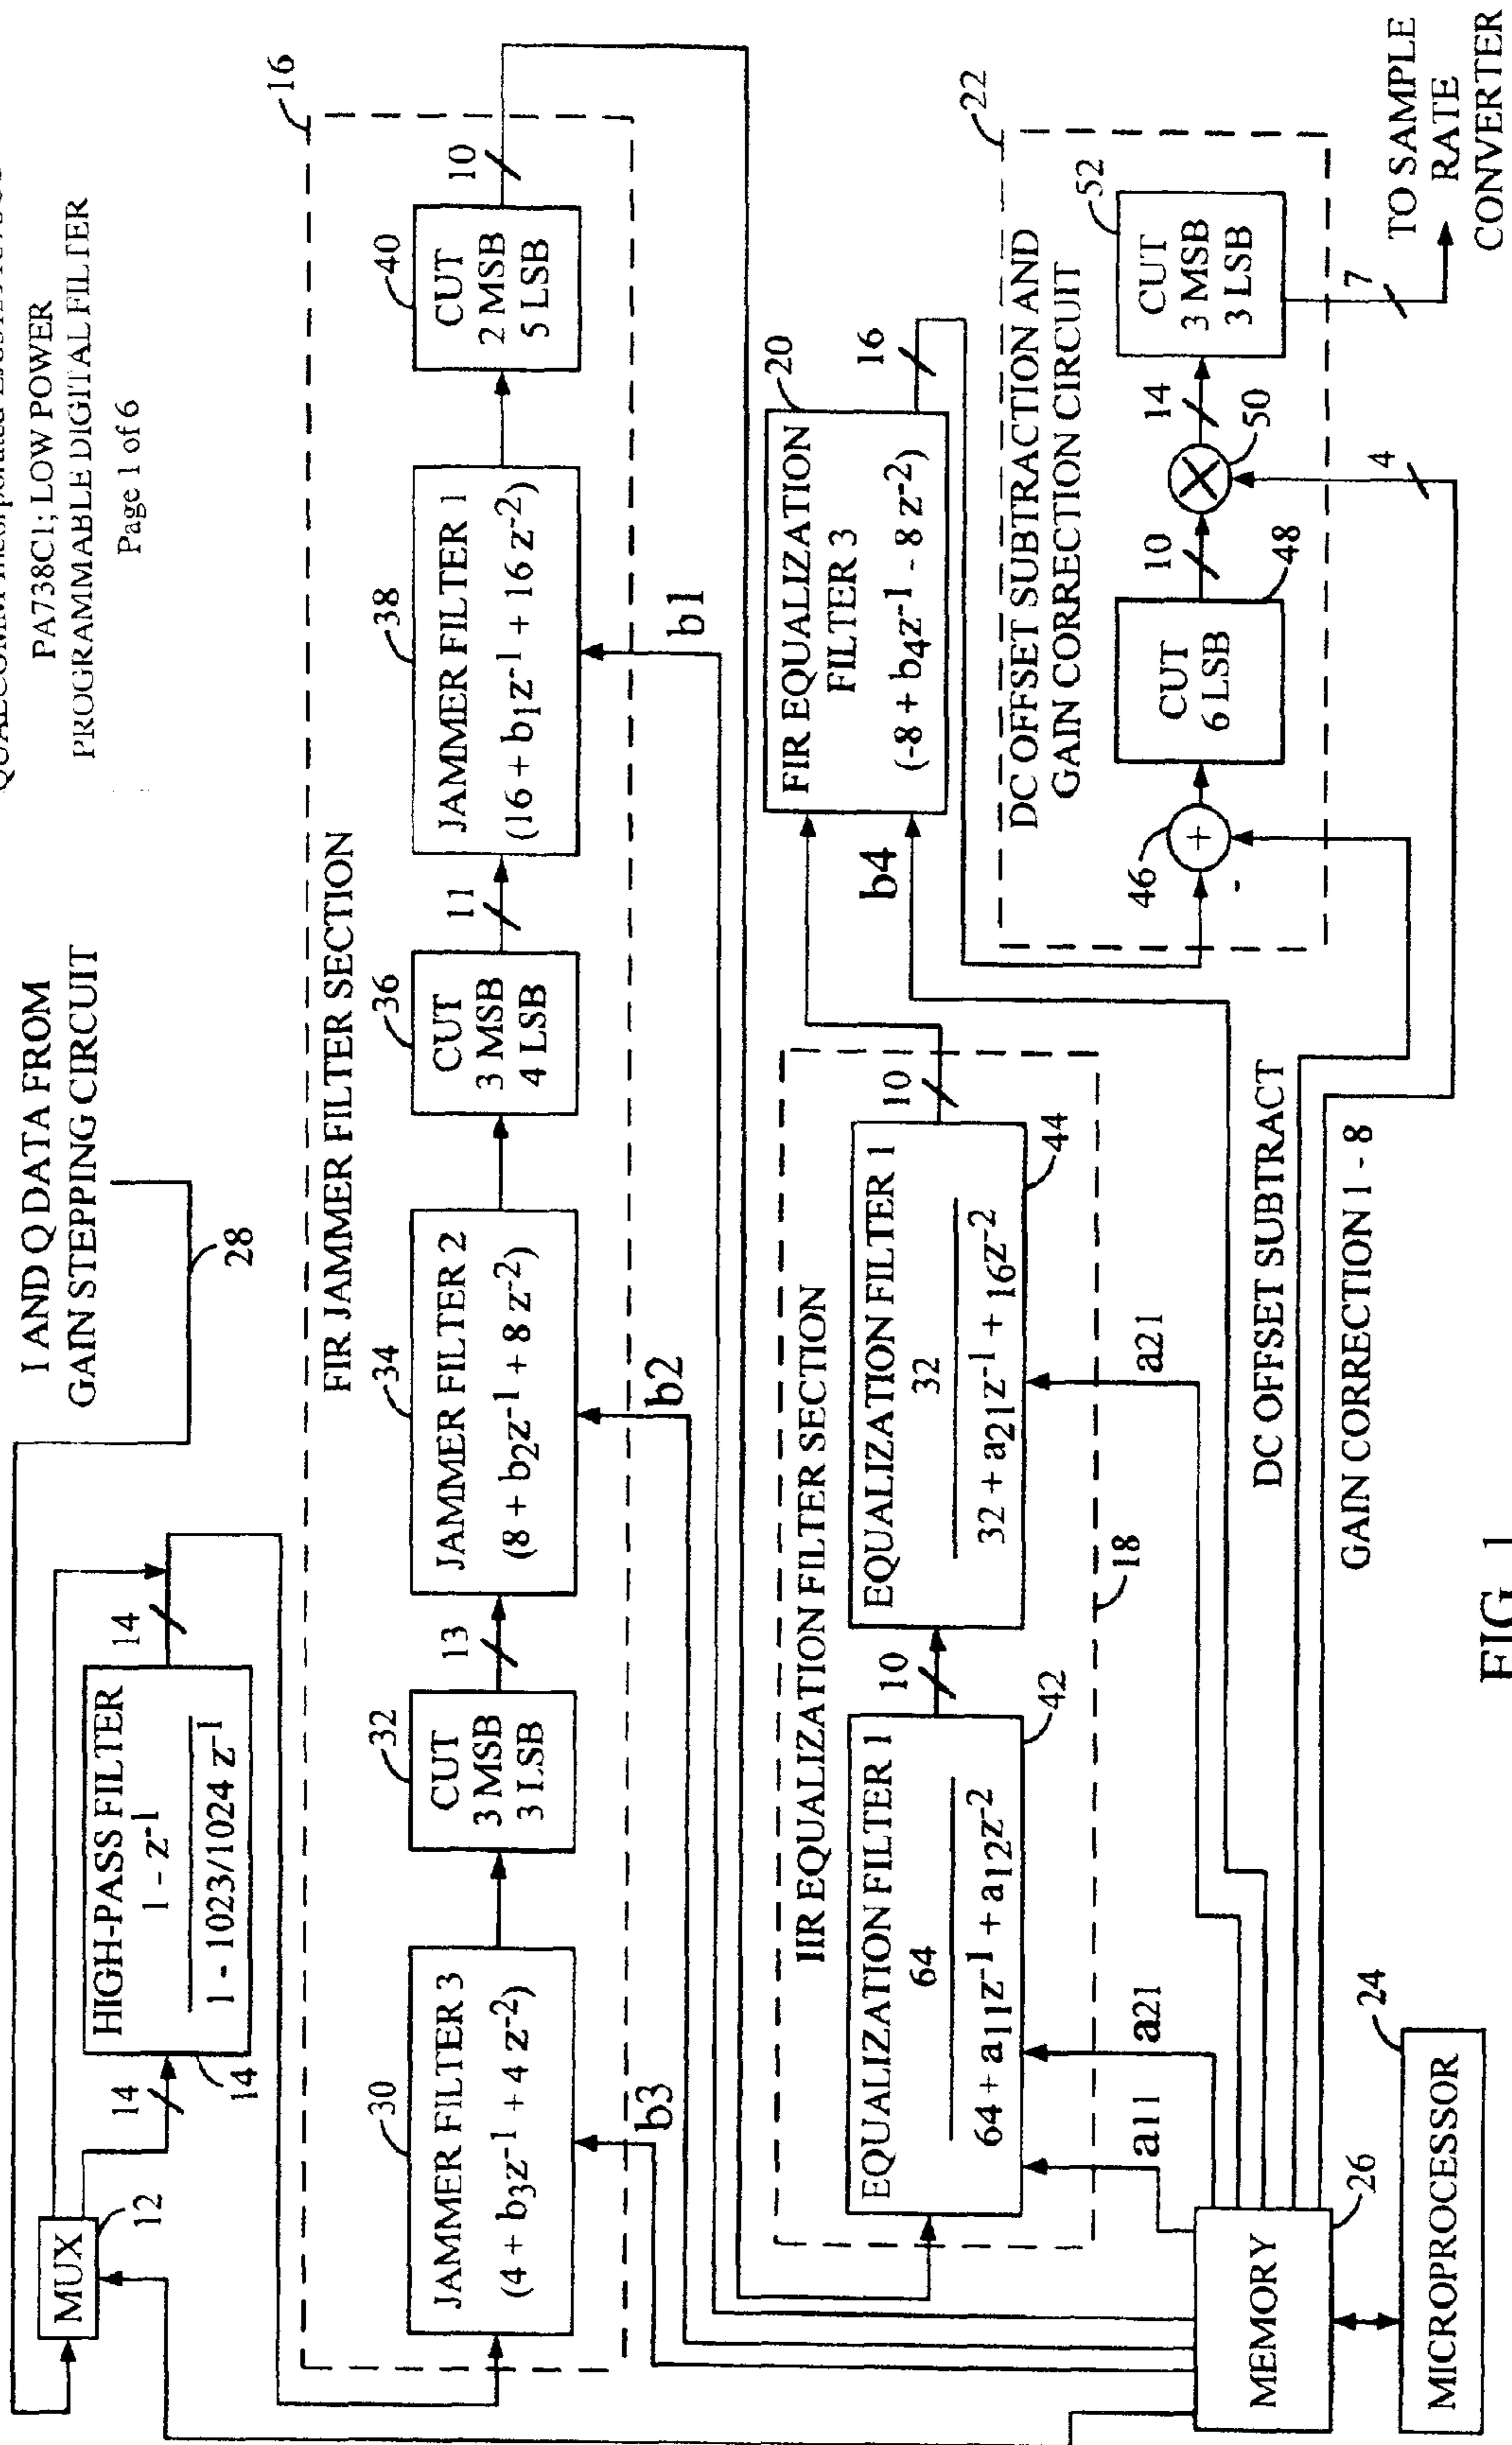 QUALCOMM Incorporated
PA738C1; LOW POWER
PROGRAMMABLE DIGITAL FILTER
Page 1 of 6
I AND Q DATA FROM
GAIN STEPPING CIRCUIT
28
MUX
12
14
HIGH-PASS FILTER
1 - z⁻¹
1 - 1023/1024 z⁻¹
14
14
16
FIR JAMMER FILTER SECTION
30
JAMMER FILTER 3
(4 + b₃z⁻¹ + 4 z⁻²)
b3
32
CUT
3 MSB
3 LSB
13
34
JAMMER FILTER 2
(8 + b₂z⁻¹ + 8 z⁻²)
b2
36
CUT
3 MSB
4 LSB
11
38
JAMMER FILTER 1
(16 + b₁z⁻¹ + 16 z⁻²)
b1
40
CUT
2 MSB
5 LSB
10
IIR EQUALIZATION FILTER SECTION
EQUALIZATION FILTER 1
64
64 + a₁₁z⁻¹ + a₁₂z⁻²
42
a11
a21
10
EQUALIZATION FILTER 1
32
32 + a₂₁z⁻¹ + 16z⁻²
44
a21
18
10
20
FIR EQUALIZATION
FILTER 3
(-8 + b₄z⁻¹ - 8 z⁻²)
b4
16
22
DC OFFSET SUBTRACTION AND
GAIN CORRECTION CIRCUIT
46
+
-
CUT
6 LSB
48
10
50
14
4
52
CUT
3 MSB
3 LSB
7
TO SAMPLE
RATE
CONVERTER
DC OFFSET SUBTRACT
GAIN CORRECTION 1 - 8
MEMORY
26
MICROPROCESSOR
24
FIG. 1